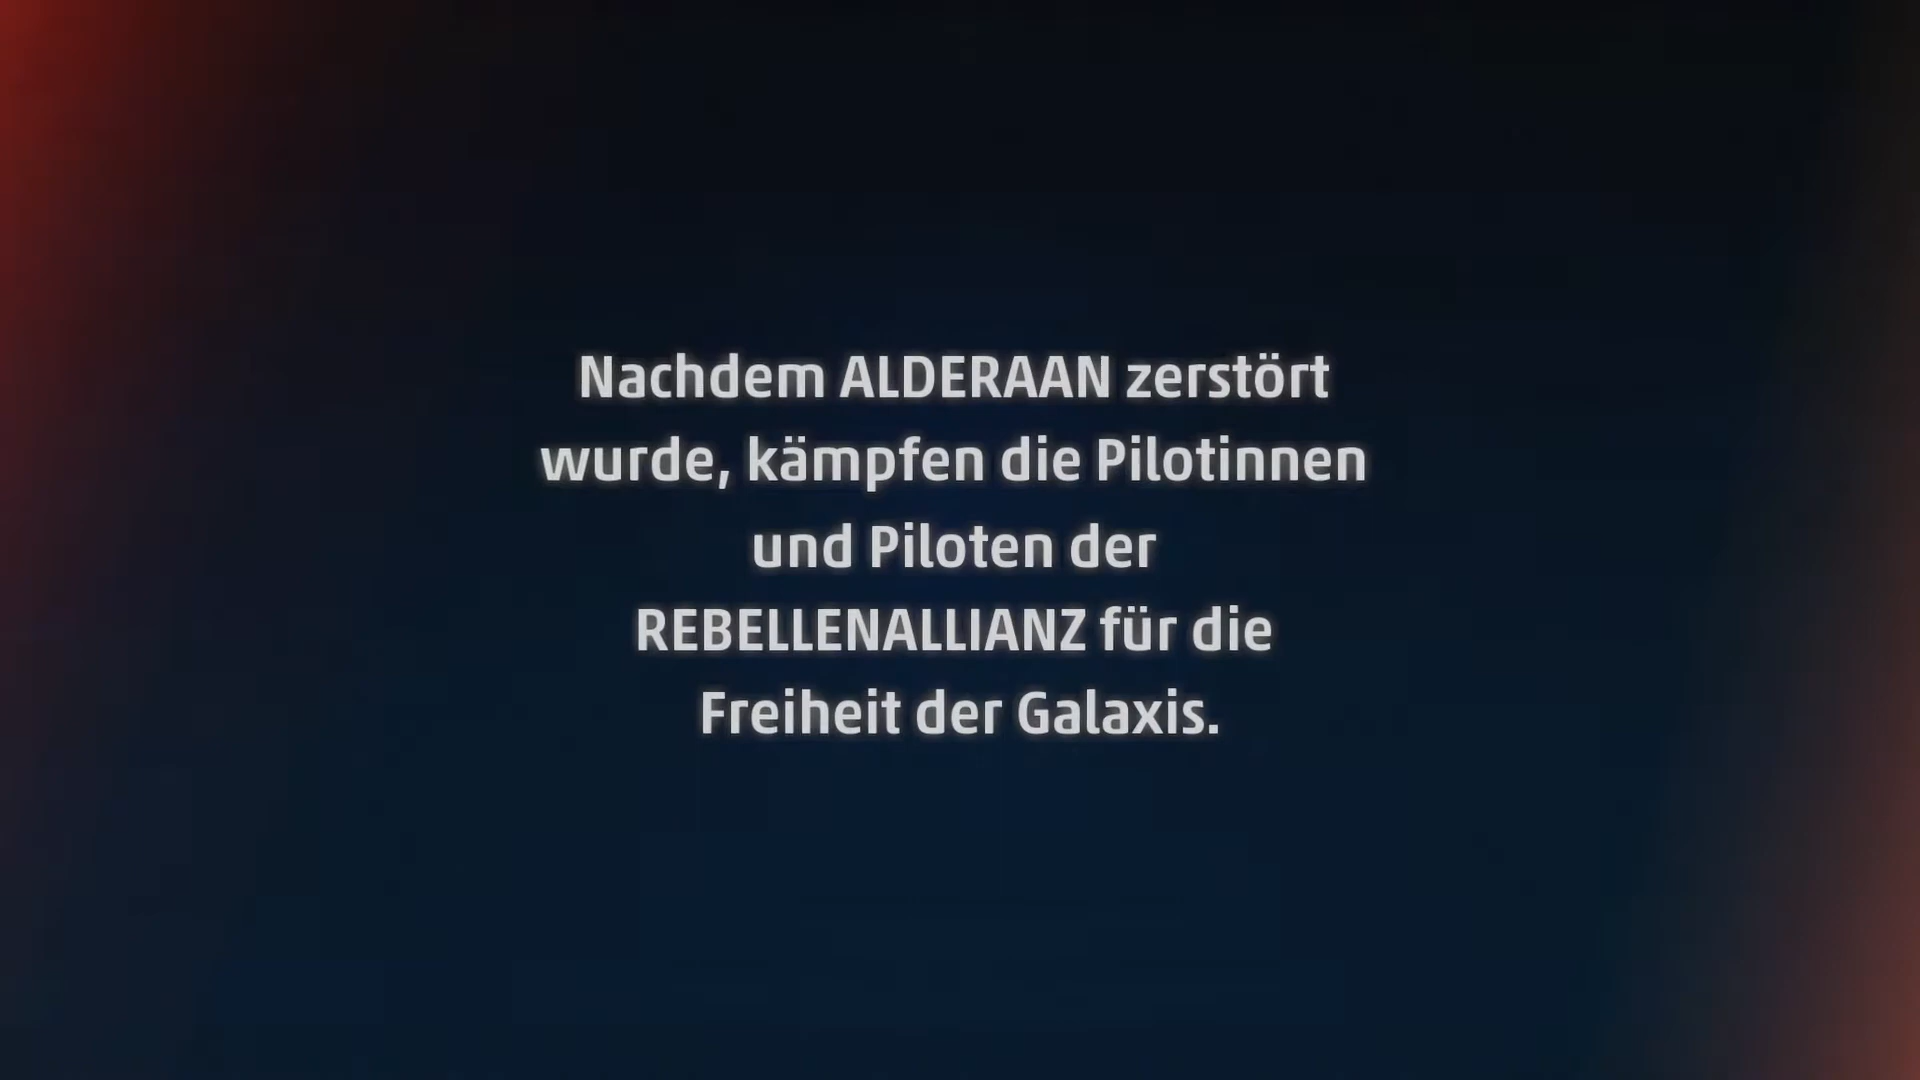 Nachdem ALDERAAN zerstört
wurde, kämpfen die Pilotinnen
und Piloten der
REBELLENALLIANZ für die
Freiheit der Galaxis.